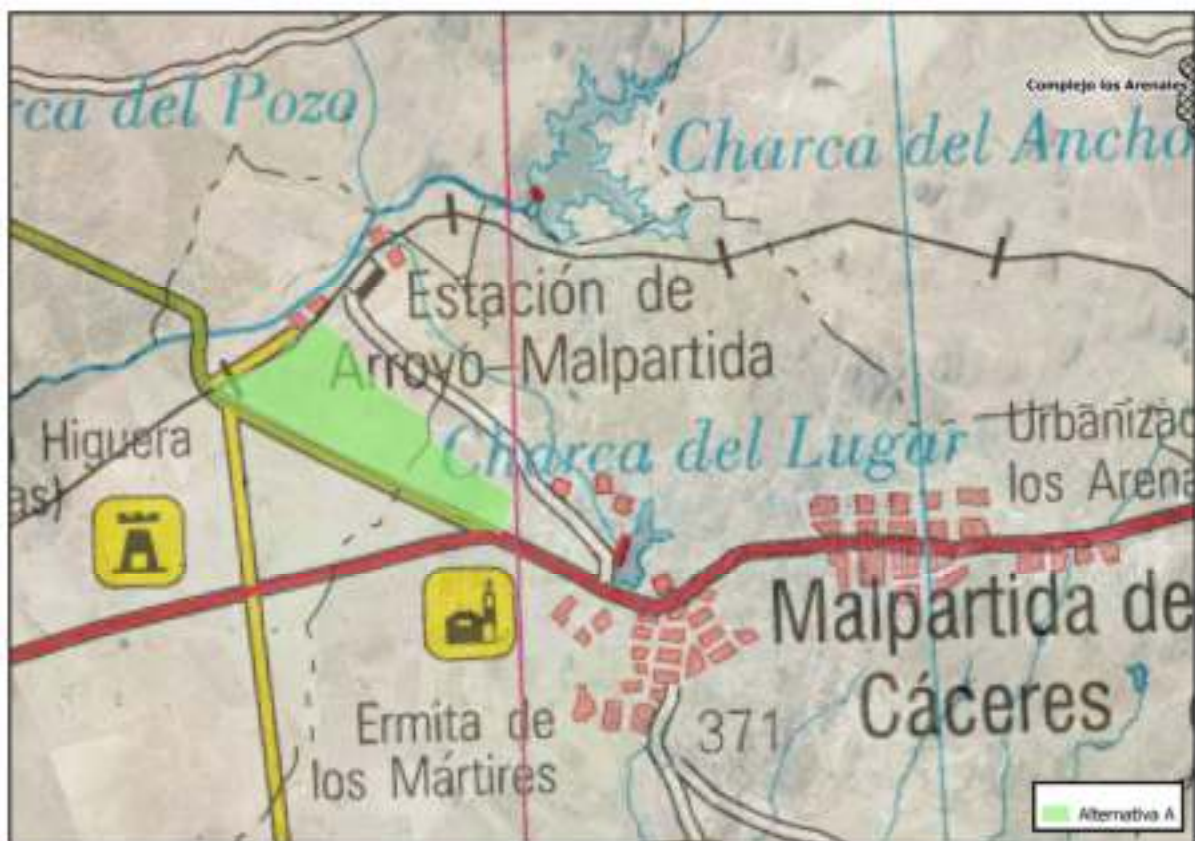 Complejo los Arenales
rca del Pozo
Charca del Ancho
Estación de
Arroyo-Malpartida
Higuera
as)
Charca del Lugar
Urbanizac
los Arena
Malpartida de
Cáceres
Ermita de
los Mártires
371
Alternativa A